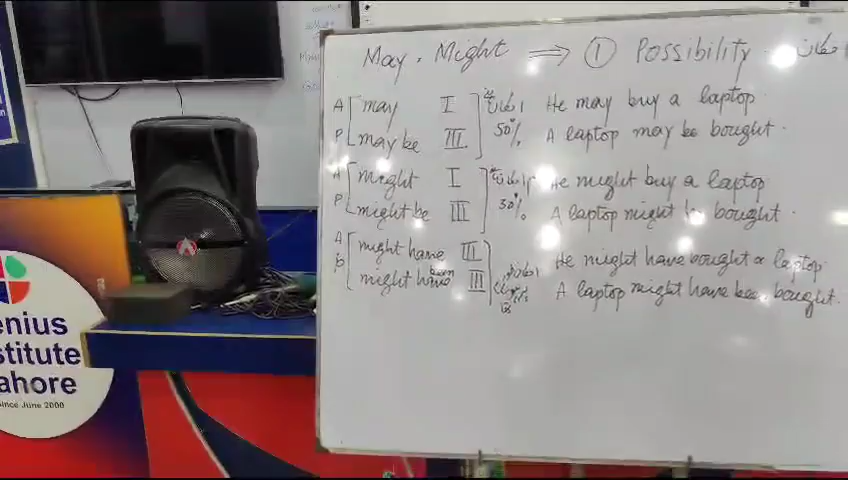 May, Might ⇒ ① Possibility
A may I He may buy a laptop
P may be III 50% A laptop may be bought.
A might I He might buy a laptop
P might be III 30% A laptop might be bought.
A might have III He might have bought a laptop
P might have been III A laptop might have been bought.
enius
stitute
ahore
Since June 2000